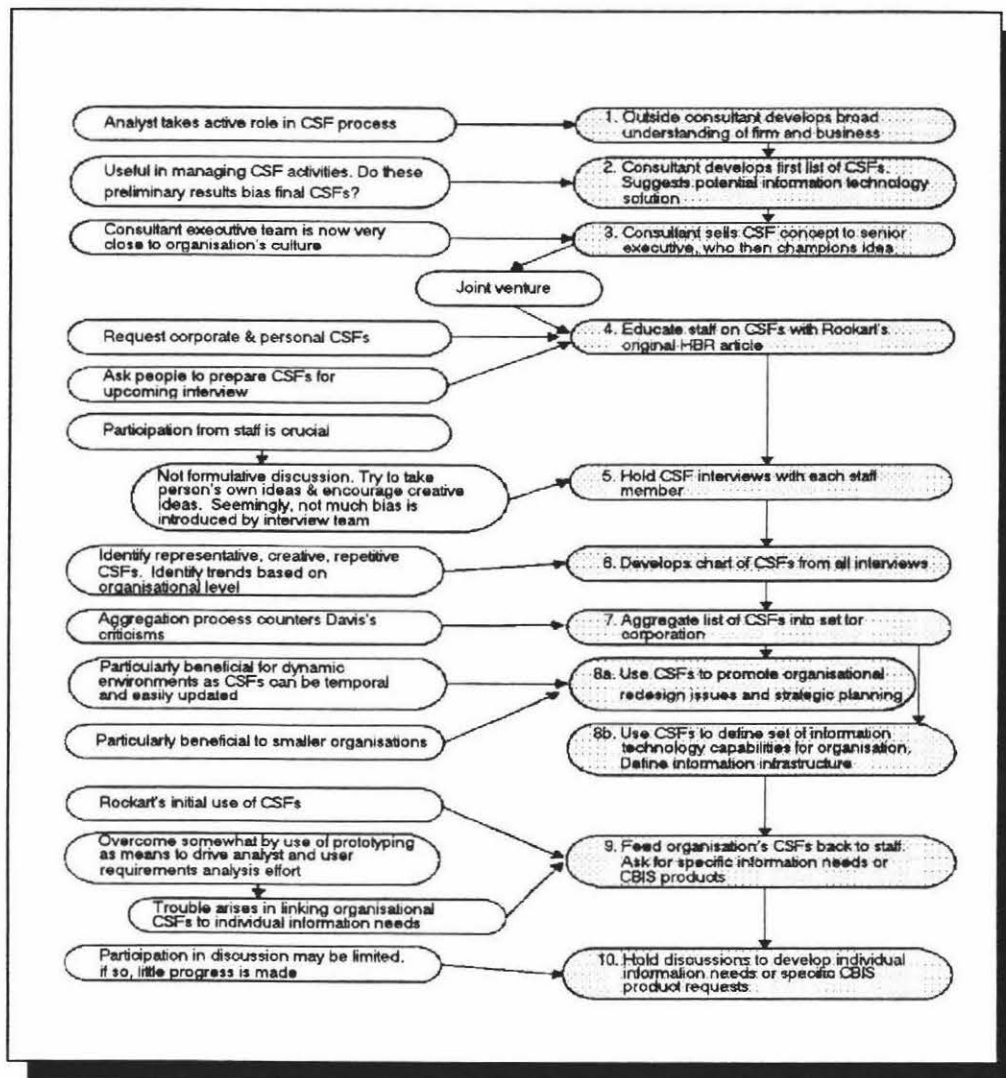 Analyst takes active role in CSF process
1. Outside consultant develops broad
understanding of firm and business
Useful in managing CSF activities. Do these
preliminary results bias final CSFs?
2. Consultant develops first list of CSFs.
Suggests potential information technology
solution
Consultant executive team is now very
close to organisation's culture
3. Consultant sells CSF concept to senior
executive, who then champions idea
Joint venture
Request corporate & personal CSFs
4. Educate staff on CSFs with Rockart's
original HBR article
Ask people to prepare CSFs for
upcoming interview
Participation from staff is crucial
Not formulative discussion. Try to take
person's own ideas & encourage creative
ideas. Seemingly, not much bias is
introduced by interview team
5. Hold CSF interviews with each staff
member
Identify representative, creative, repetitive
CSFs. Identify trends based on
organisational level
6. Develops chart of CSFs from all interviews
Aggregation process counters Davis's
criticisms
7. Aggregate list of CSFs into set for
corporation
Particularly beneficial for dynamic
environments as CSFs can be temporal
and easily updated
8a. Use CSFs to promote organisational
redesign issues and strategic planning
Particularly beneficial to smaller organisations
8b. Use CSFs to define set of information
technology capabilities for organisation.
Define information infrastructure
Rockart's initial use of CSFs
Overcome somewhat by use of prototyping
as means to drive analyst and user
requirements analysis effort
9. Feed organisation's CSFs back to staff.
Ask for specific information needs or
CBIS products
Trouble arises in linking organisational
CSFs to individual information needs
Participation in discussion may be limited.
if so, little progress is made
10. Hold discussions to develop individual
information needs or specific CBIS
product requests